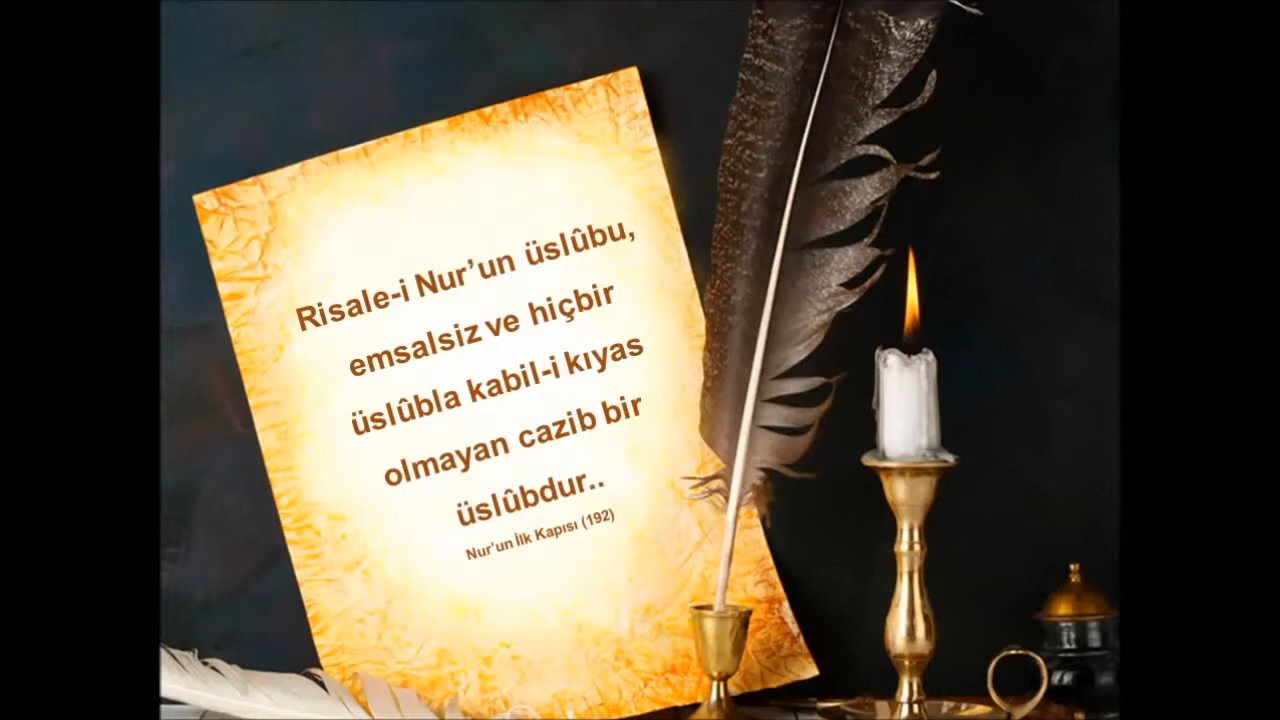 Risale-i Nur’un üslûbu,
emsalsiz ve hiçbir
üslûbla kabil-i kıyas
olmayan cazib bir
üslûbdur..
Nur’un İlk Kapısı (192)